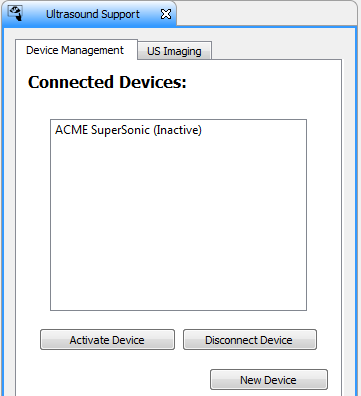 Ultrasound Support
Device Management US Imaging
Connected Devices:
ACME SuperSonic (Inactive)
Activate Device Disconnect Device
New Device